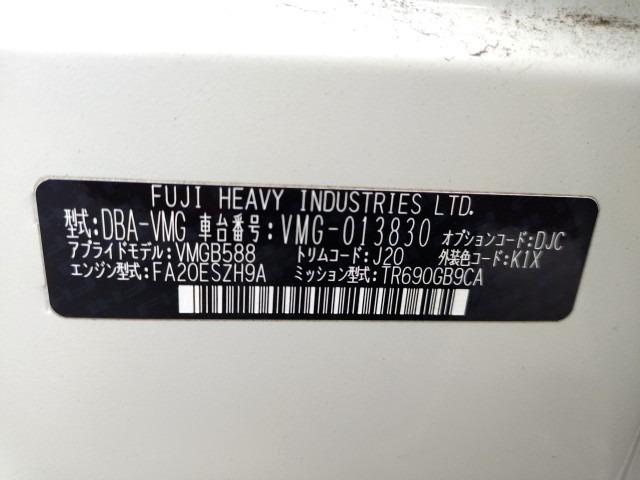 FUJI HEAVY INDUSTRIES LTD.
型式:DBA-VMG 車台番号:VMG-013830 オプションコード:DJC
アプライドモデル:VMGB588 トリムコード:J20 外装色コード:K1X
エンジン型式:FA20ESZH9A ミッション型式:TR690GB9CA